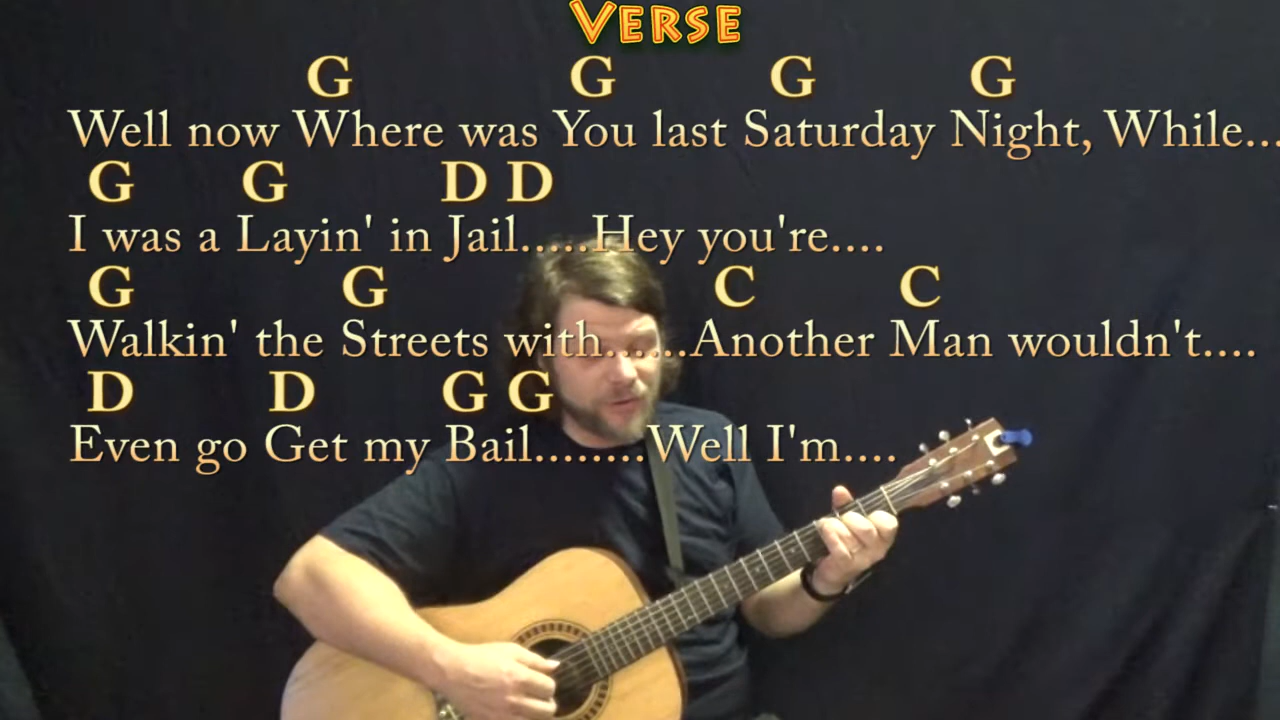 VERSE
G G G G
Well now Where was You last Saturday Night, While...
G G D D
I was a Layin' in Jail.....Hey you're....
G G C C
Walkin' the Streets with......Another Man wouldn't....
D D G G
Even go Get my Bail........Well I'm....